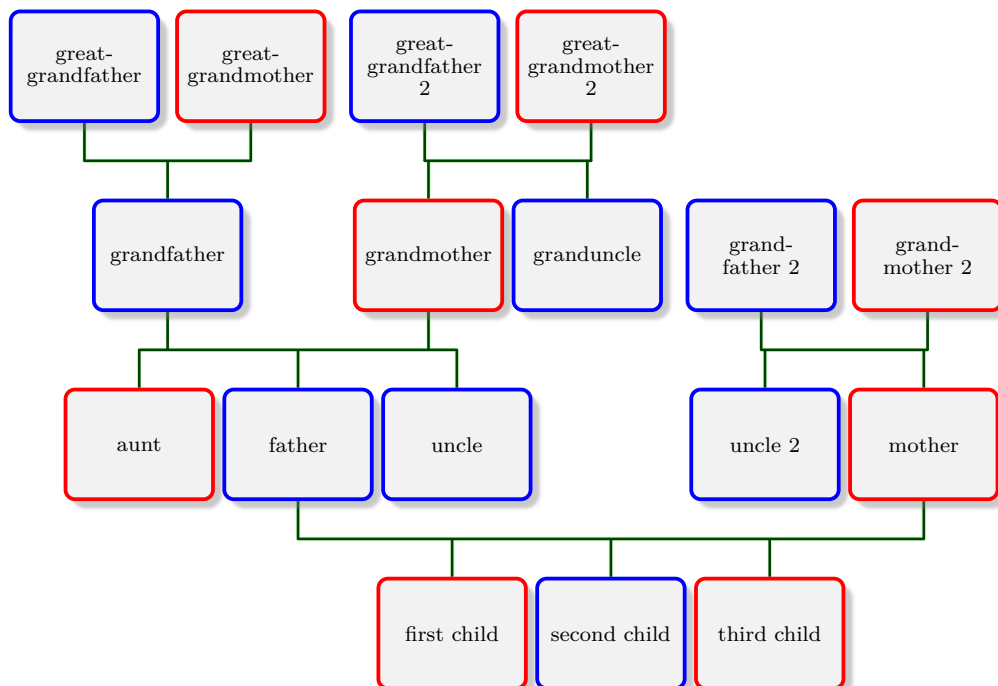 great-
grandfather
great-
grandmother
great-
grandfather
2
great-
grandmother
2
grandfather
grandmother
granduncle
grand-
father 2
grand-
mother 2
aunt
father
uncle
uncle 2
mother
first child
second child
third child